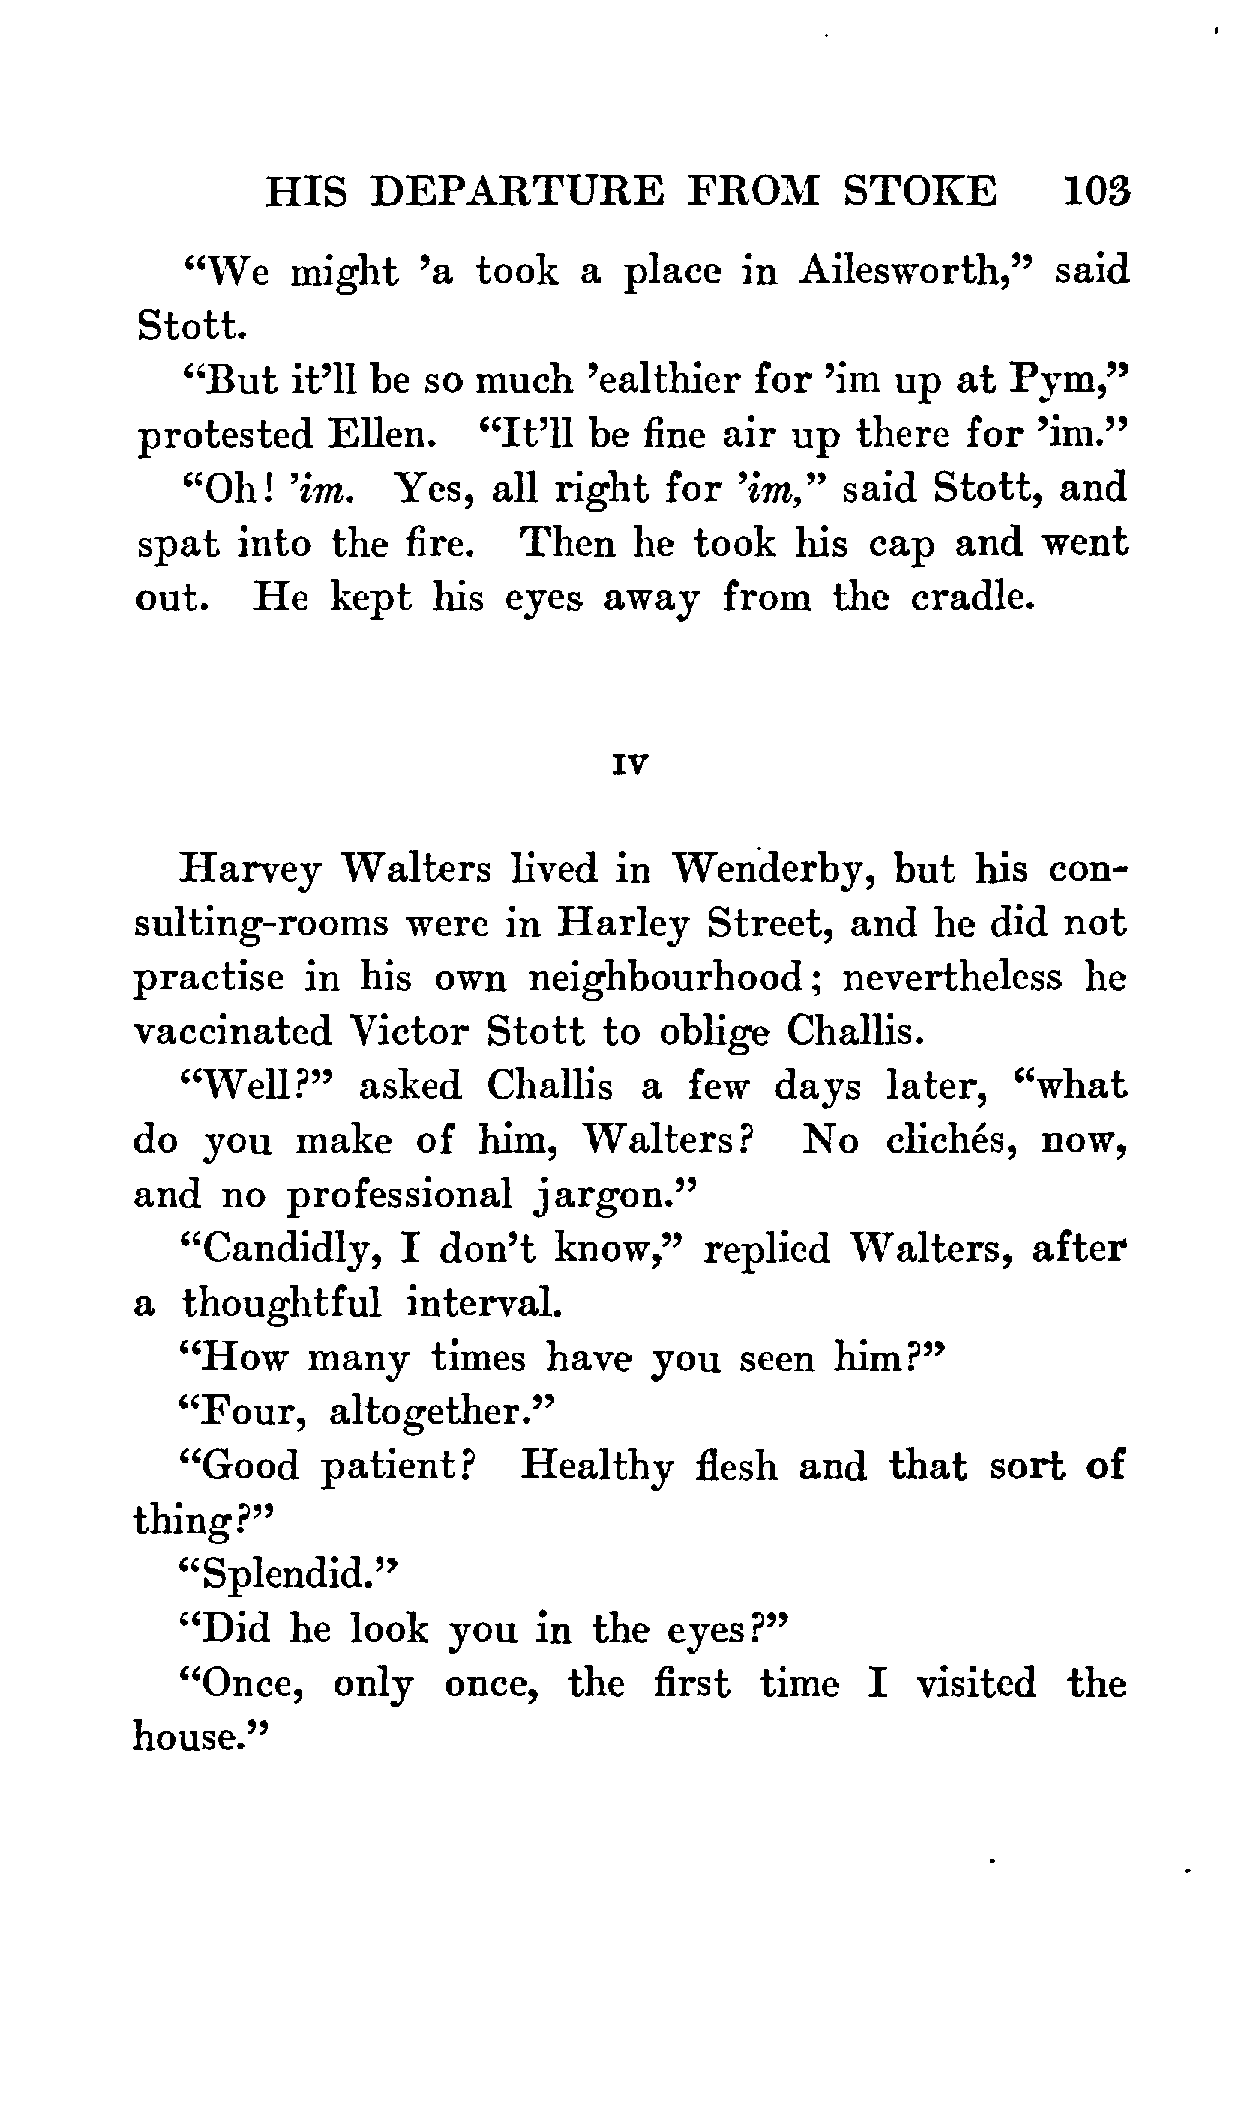 HIS DEPARTURE FROM STOKE 103
“We might ’a took a place in Ailesworth,” said
Stott.
“But it’ll be so much ’ealthier for ’im up at Pym,”
protested Ellen. “It’ll be fine air up there for ’im.”
“Oh! ’im. Yes, all right for ’im,” said Stott, and
spat into the fire. Then he took his cap and went
out. He kept his eyes away from the cradle.
IV
Harvey Walters lived in Wenderby, but his con-
sulting-rooms were in Harley Street, and he did not
practise in his own neighbourhood; nevertheless he
vaccinated Victor Stott to oblige Challis.
“Well?” asked Challis a few days later, “what
do you make of him, Walters? No clichés, now,
and no professional jargon.”
“Candidly, I don’t know,” replied Walters, after
a thoughtful interval.
“How many times have you seen him?”
“Four, altogether.”
“Good patient? Healthy flesh and that sort of
thing?”
“Splendid.”
“Did he look you in the eyes?”
“Once, only once, the first time I visited the
house.”